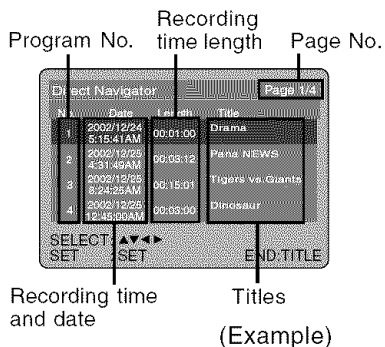 Recording
time length
Program No.
Page No.
Direct Navigator Page 1/4
No. Date Length Title
1 2002/12/24 5:15:41AM 00:01:00 Drama
2 2002/12/25 4:31:49AM 00:03:12 Pana NEWS
3 2002/12/25 8:24:25AM 00:15:01 Tigers vs.Giants
4 2002/12/25 12:45:00AM 00:03:00 Dinosaur
SELECT:▲▼◀▶
SET :SET END:TITLE
Recording time
and date
Titles
(Example)